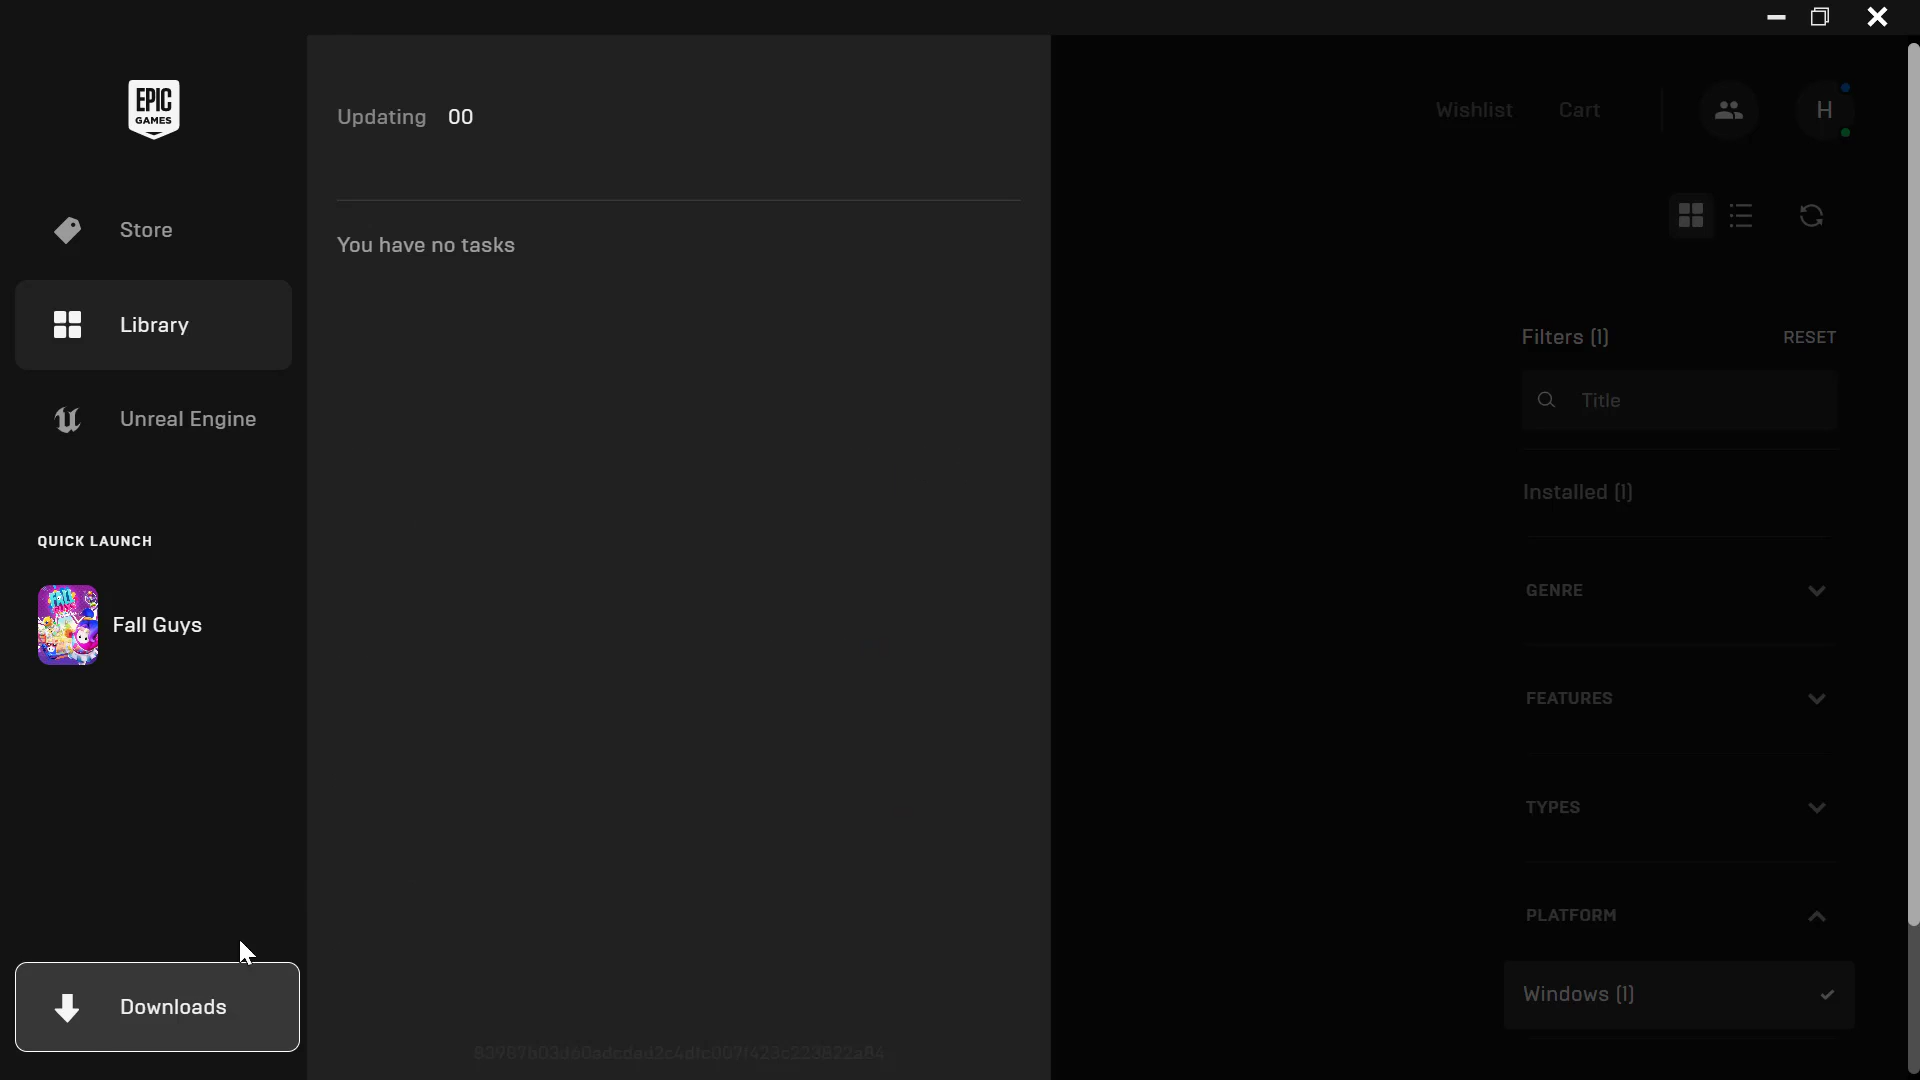 EPIC
GAMES
Store
Library
Unreal Engine
QUICK LAUNCH
Fall Guys
Downloads
Updating 00
You have no tasks
Wishlist
Cart
H
Filters (1)
RESET
Title
Installed (1)
GENRE
FEATURES
TYPES
PLATFORM
Windows (1)